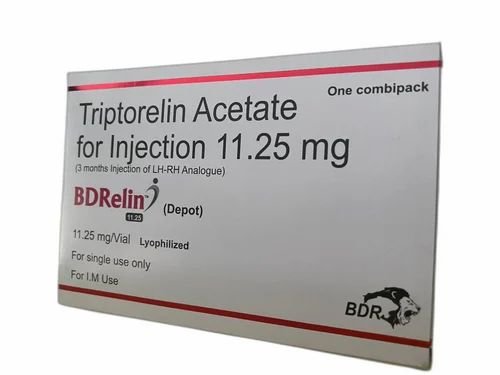 One combipack
Triptorelin Acetate
for Injection 11.25 mg
(3 months Injection of LH-RH Analogue)
BDRelin (Depot)
11.25
11.25 mg/Vial Lyophilized
For single use only
For I.M Use
BDR